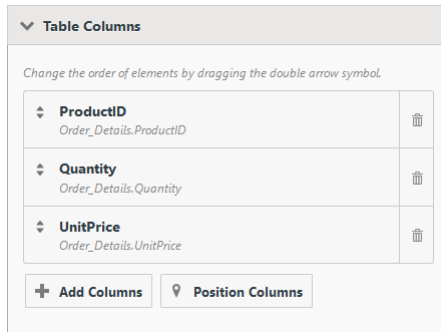 Table Columns
Change the order of elements by dragging the double arrow symbol.
ProductID
Order_Details.ProductID
Quantity
Order_Details.Quantity
UnitPrice
Order_Details.UnitPrice
Add Columns Position Columns